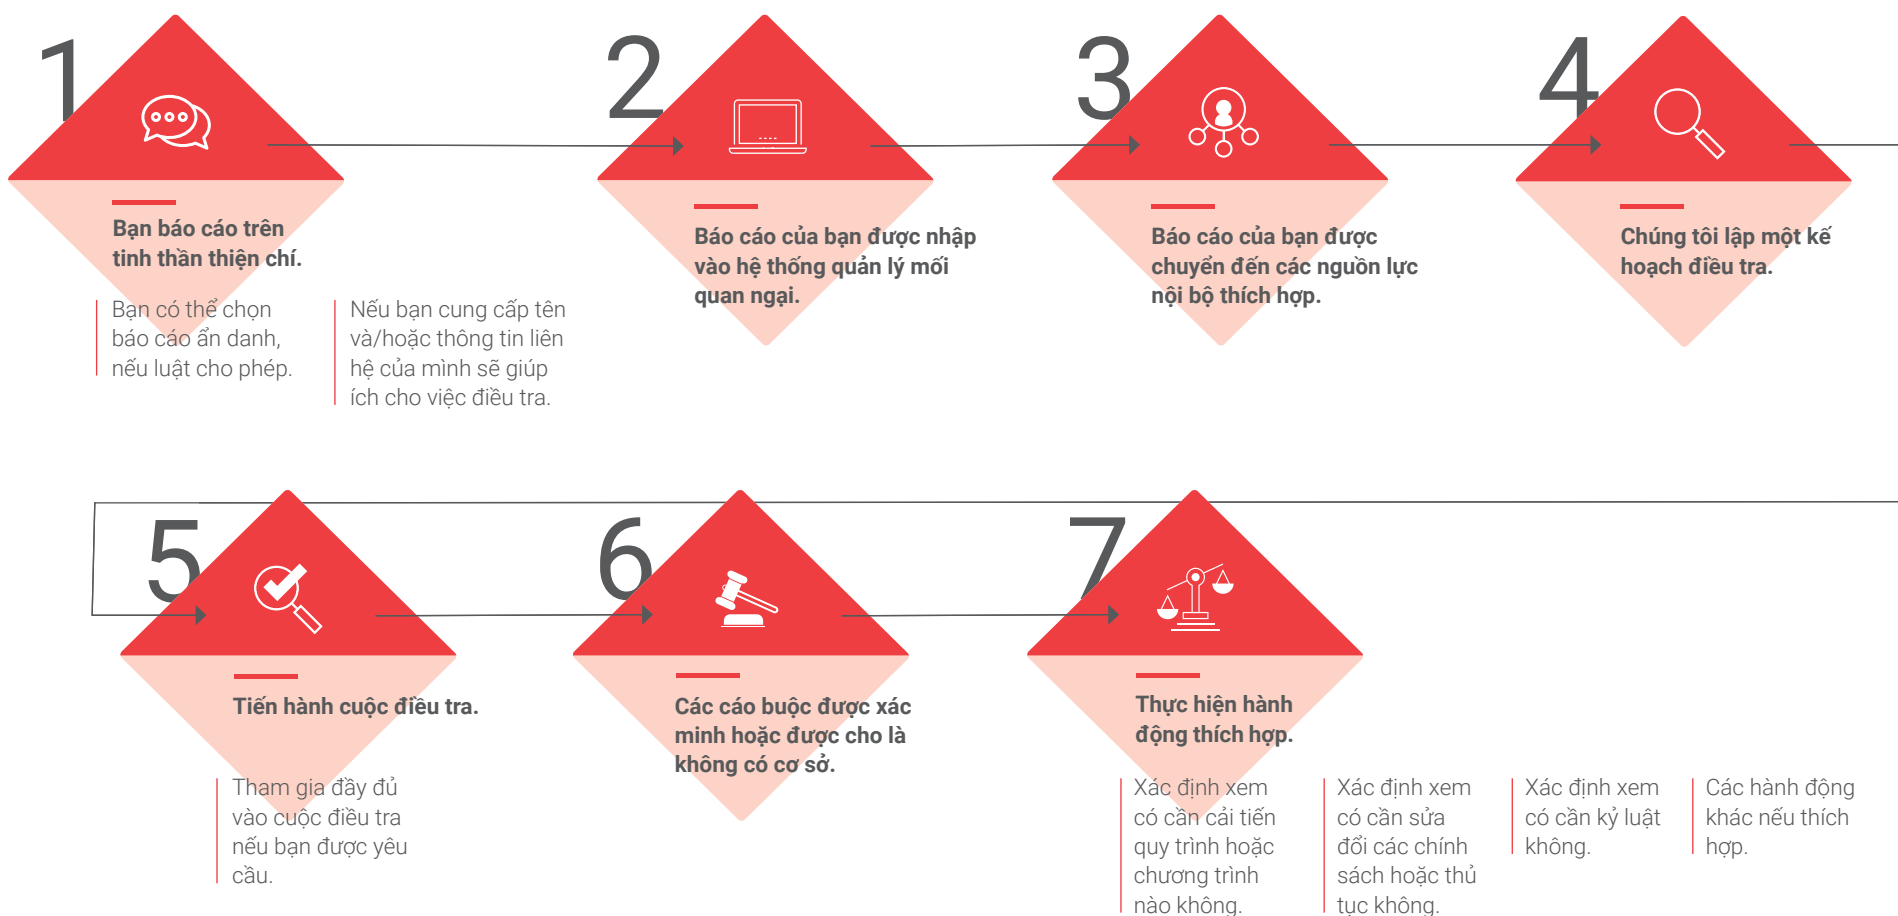 1
Bạn báo cáo trên
tinh thần thiện chí.
Bạn có thể chọn
báo cáo ẩn danh,
nếu luật cho phép.
Nếu bạn cung cấp tên
và/hoặc thông tin liên
hệ của mình sẽ giúp
ích cho việc điều tra.
2
Báo cáo của bạn được nhập
vào hệ thống quản lý mối
quan ngại.
3
Báo cáo của bạn được
chuyển đến các nguồn lực
nội bộ thích hợp.
4
Chúng tôi lập một kế
hoạch điều tra.
5
Tiến hành cuộc điều tra.
Tham gia đầy đủ
vào cuộc điều tra
nếu bạn được yêu
cầu.
6
Các cáo buộc được xác
minh hoặc được cho là
không có cơ sở.
7
Thực hiện hành
động thích hợp.
Xác định xem
có cần cải tiến
quy trình hoặc
chương trình
nào không.
Xác định xem
có cần sửa
đổi các chính
sách hoặc thủ
tục không.
Xác định xem
có cần kỷ luật
không.
Các hành động
khác nếu thích
hợp.